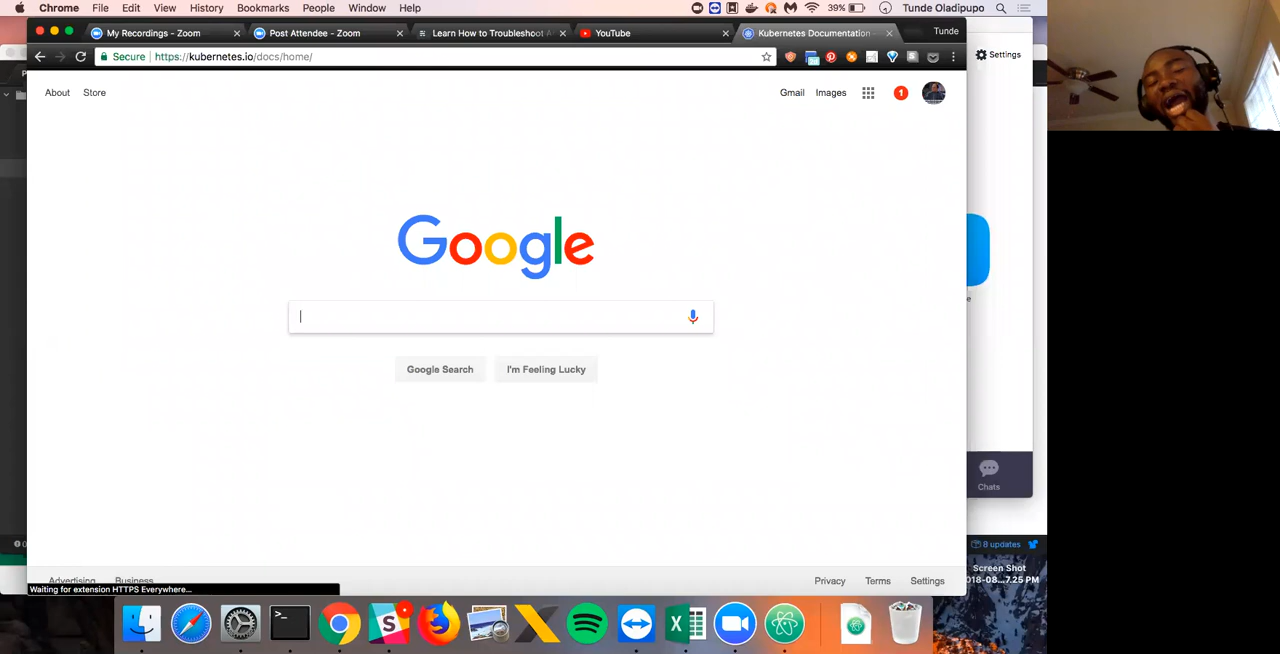 Chrome File Edit View History Bookmarks People Window Help 39% Tunde Oladipupo
My Recordings - Zoom Post Attendee - Zoom Learn How to Troubleshoot YouTube Kubernetes Documentation Tunde
Secure https://kubernetes.io/docs/home/
Settings
About Store Gmail Images 1
Google
Google Search I'm Feeling Lucky
Chats
8 updates
Advertising Business Privacy Terms Settings
Waiting for extension HTTPS Everywhere...
Screen Shot
018-08...7.25 PM
S
X